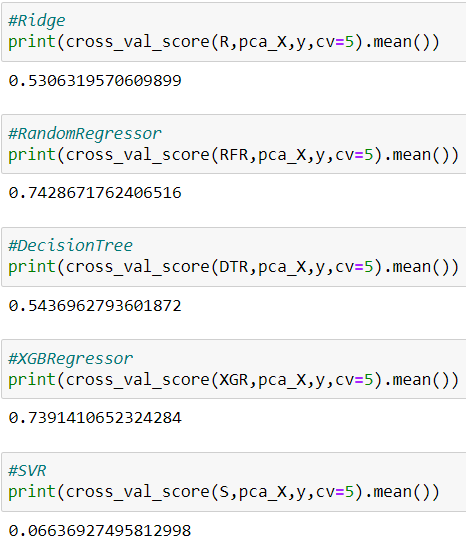 #Ridge
print(cross_val_score(R,pca_X,y,cv=5).mean())
0.5306319570609899
#RandomRegressor
print(cross_val_score(RFR,pca_X,y,cv=5).mean())
0.7428671762406516
#DecisionTree
print(cross_val_score(DTR,pca_X,y,cv=5).mean())
0.5436962793601872
#XGBRegressor
print(cross_val_score(XGR,pca_X,y,cv=5).mean())
0.7391410652324284
#SVR
print(cross_val_score(S,pca_X,y,cv=5).mean())
0.06636927495812998